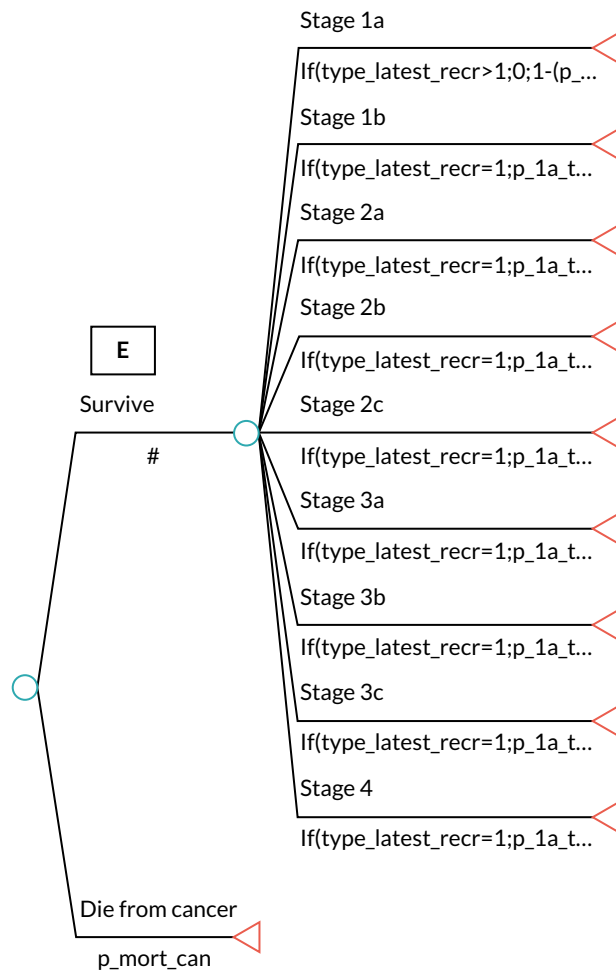 Stage 1a
If(type_latest_recr>1;0;1-(p_...
Stage 1b
If(type_latest_recr=1;p_1a_t...
Stage 2a
If(type_latest_recr=1;p_1a_t...
Stage 2b
If(type_latest_recr=1;p_1a_t...
E
Survive
#
Stage 2c
If(type_latest_recr=1;p_1a_t...
Stage 3a
If(type_latest_recr=1;p_1a_t...
Stage 3b
If(type_latest_recr=1;p_1a_t...
Stage 3c
If(type_latest_recr=1;p_1a_t...
Stage 4
If(type_latest_recr=1;p_1a_t...
Die from cancer
p_mort_can